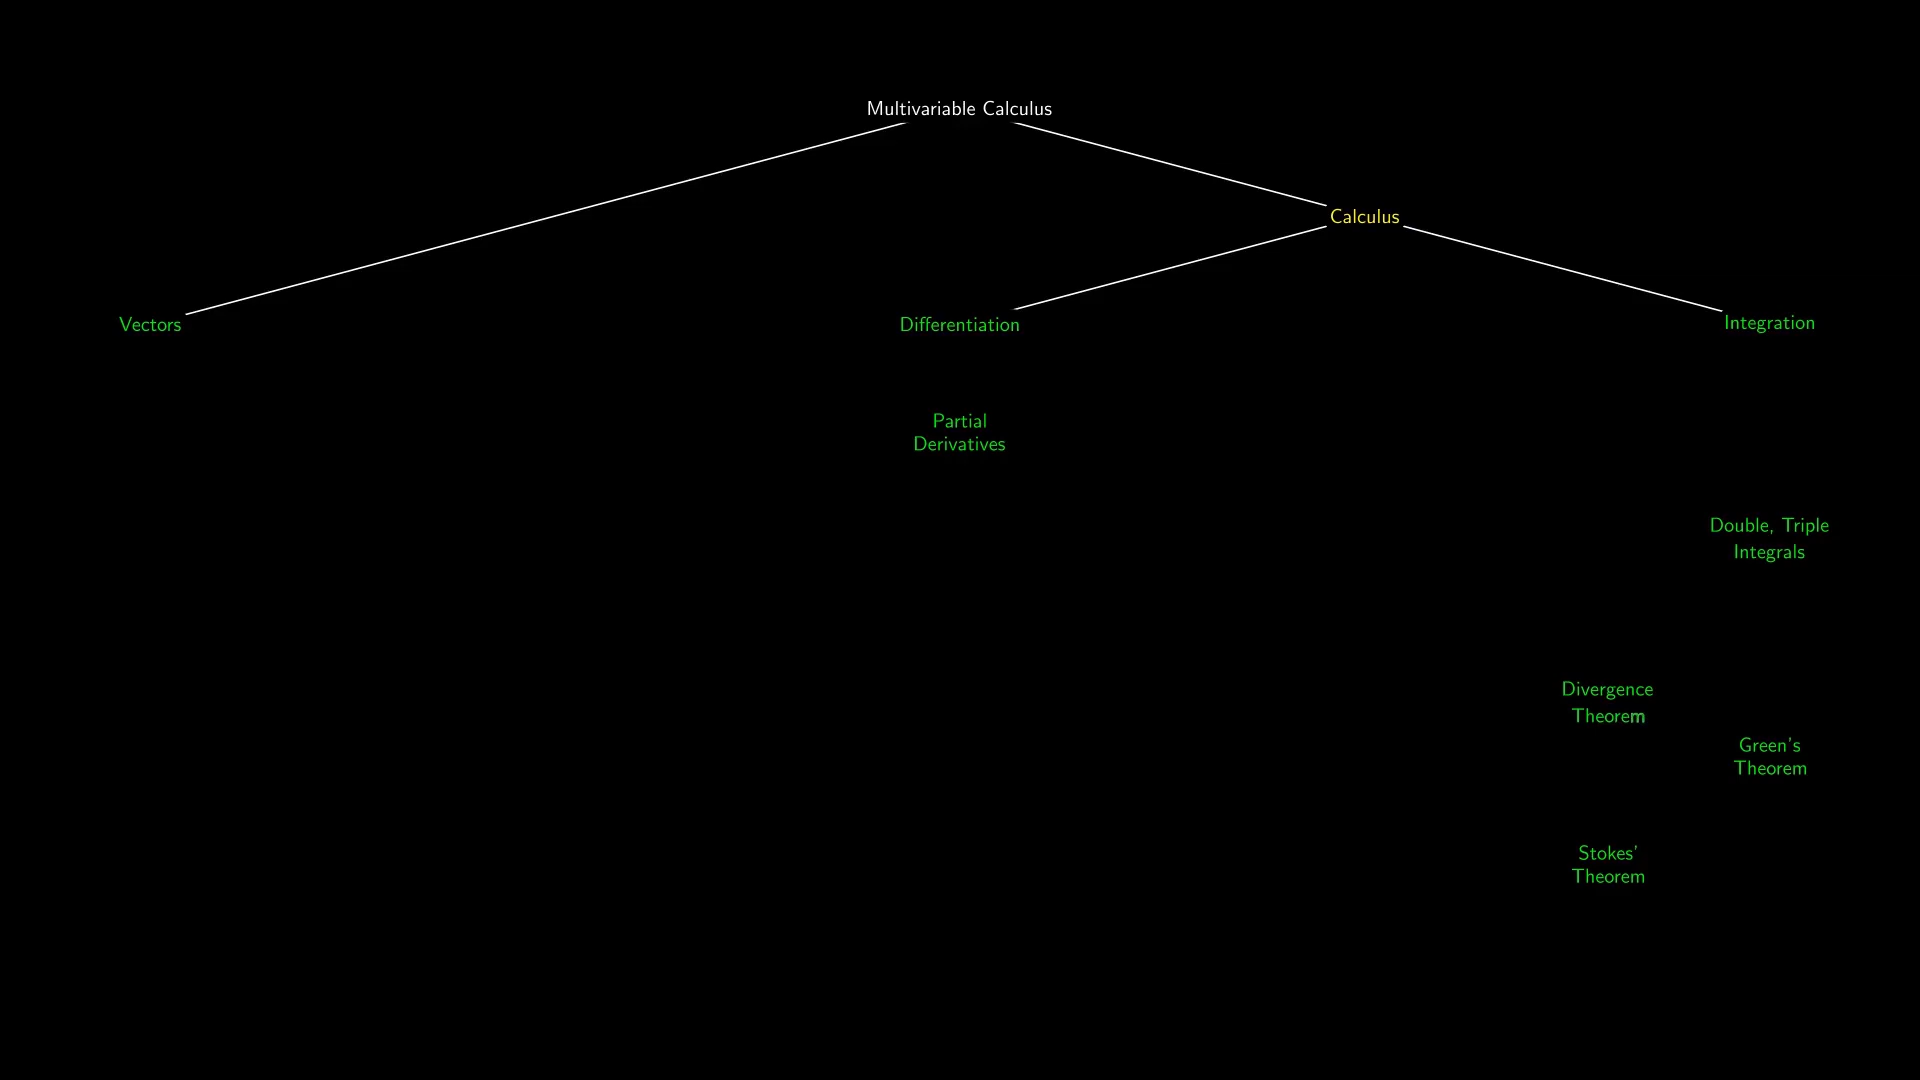 Multivariable Calculus
Calculus
Vectors
Differentiation
Integration
Partial
Derivatives
Double, Triple
Integrals
Divergence
Theorem
Green's
Theorem
Stokes'
Theorem